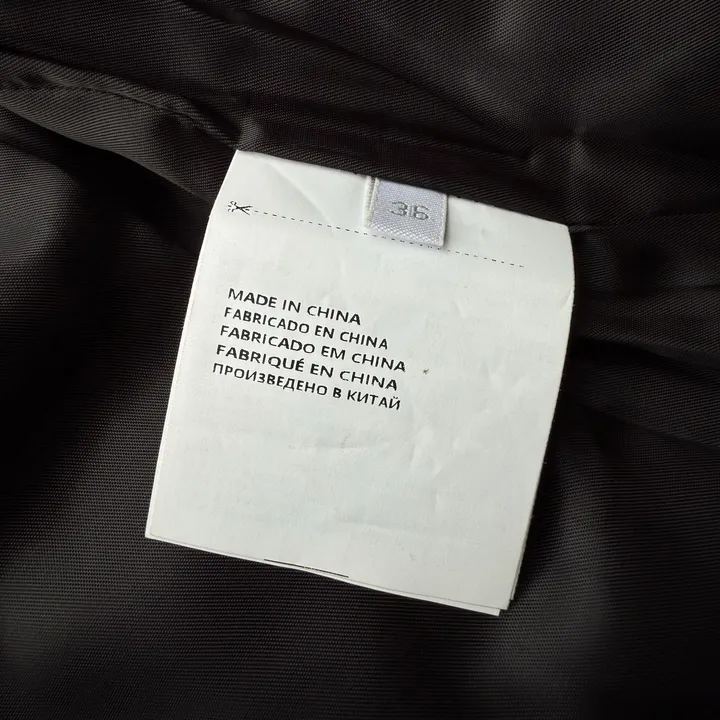 36
MADE IN CHINA
FABRICADO EN CHINA
FABRICADO EM CHINA
FABRIQUÉ EN CHINA
ПРОИЗВЕДЕНО В КИТАЙ